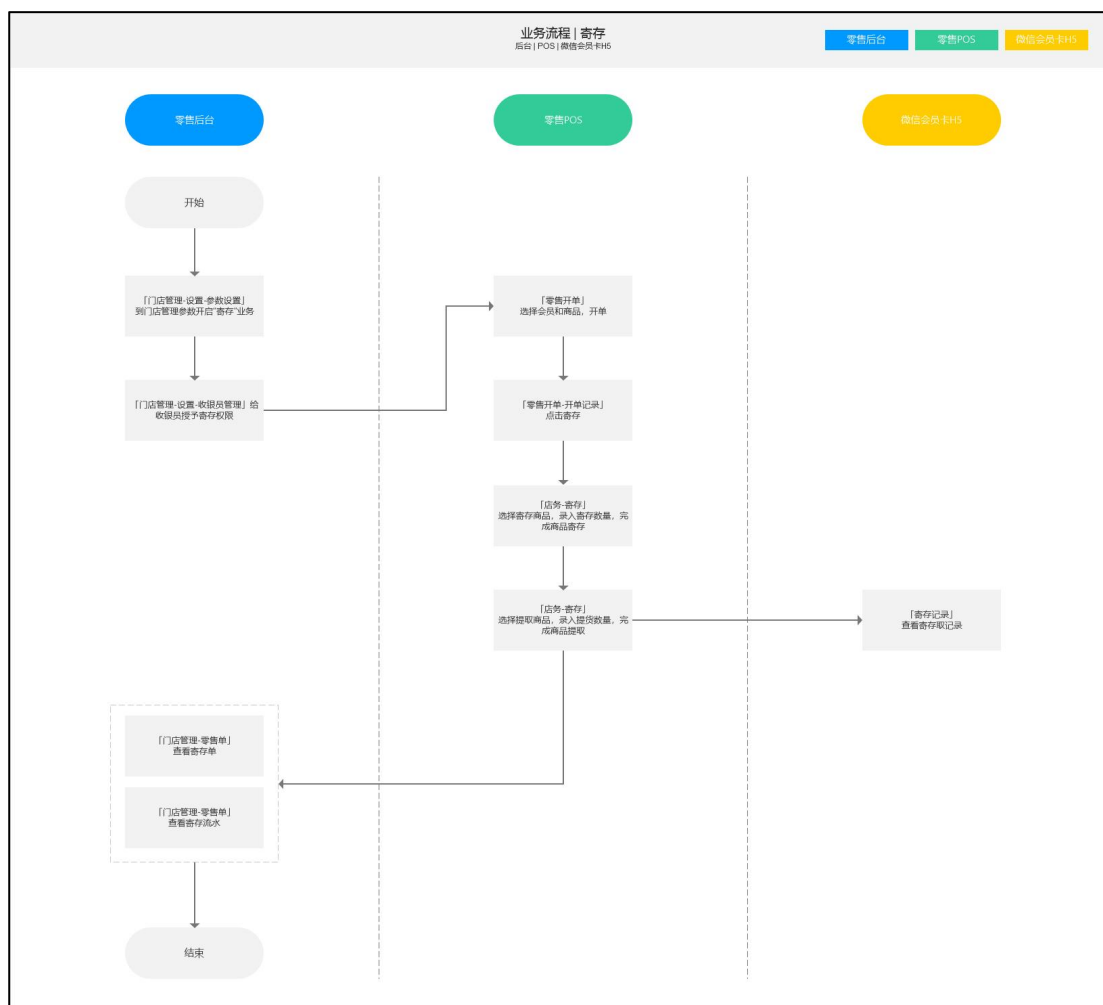 业务流程 | 寄存
后台 | POS | 微信会员卡H5
零售后台
零售POS
微信会员卡H5
零售后台
零售POS
微信会员卡H5
开始
「门店管理-设置-参数设置」
到门店管理参数开启"寄存"业务
「零售开单」
选择会员和商品，开单
「门店管理-设置-收银员管理」给
收银员授予寄存权限
「零售开单-开单记录」
点击寄存
「店务-寄存」
选择寄存商品，录入寄存数量，完
成商品寄存
「店务-寄存」
选择提取商品，录入提货数量，完
成商品提取
「寄存记录」
查看寄存取记录
「门店管理-零售单」
查看寄存单
「门店管理-零售单」
查看寄存流水
结束